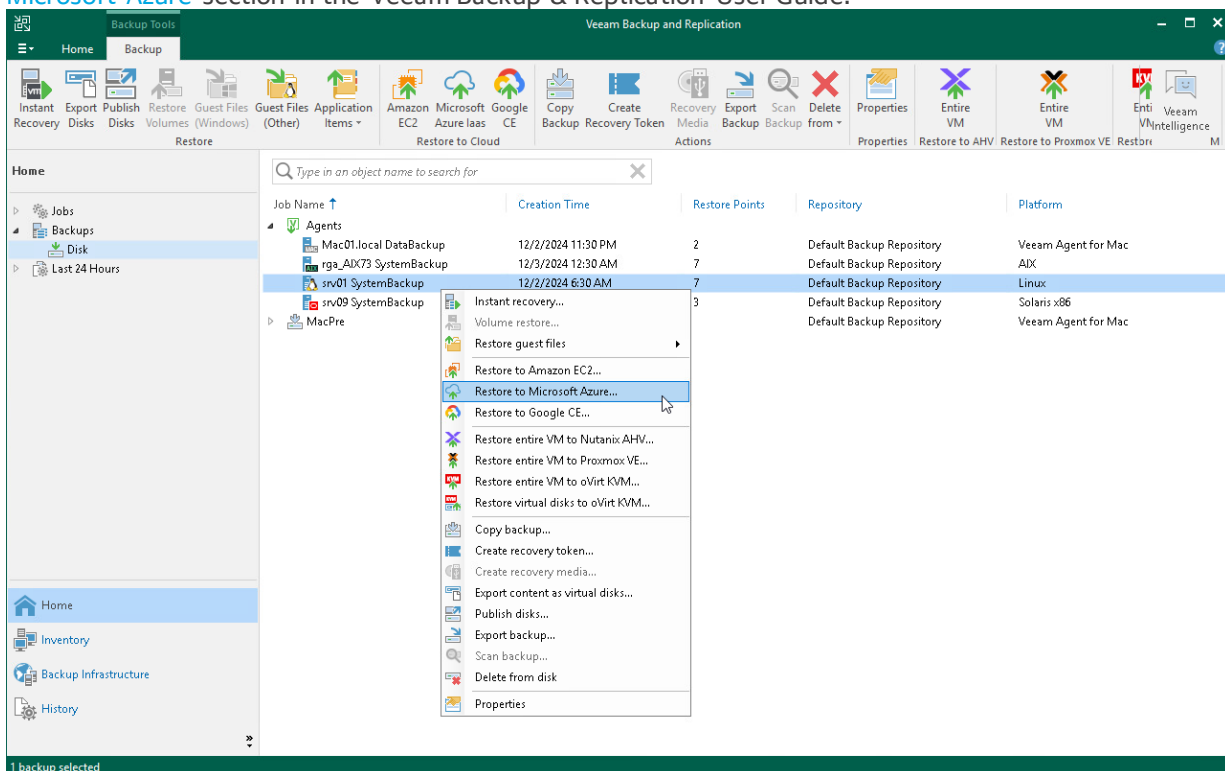 Microsoft Azure section in the Veeam Backup & Replication User Guide.
Backup Tools
Veeam Backup and Replication
Home Backup
Instant Recovery
Export Disks
Publish Disks
Restore Volumes
Guest Files (Windows)
Guest Files (Other)
Application Items
Amazon EC2
Microsoft Azure Iaas
Google CE
Copy Backup
Create Recovery Token
Recovery Media
Export Backup
Scan Backup
Delete from
Properties
Entire VM
Entire VM
Enti VM
Veeam Intelligence
Restore
Restore to Cloud
Actions
Properties
Restore to AHV
Restore to Proxmox VE
Restore
M
Home
Type in an object name to search for
Jobs
Backups
Disk
Last 24 Hours
Job Name Creation Time Restore Points Repository Platform
Agents
Mac01.local DataBackup 12/2/2024 11:30 PM 2 Default Backup Repository Veeam Agent for Mac
rga_AIX73 SystemBackup 12/3/2024 12:30 AM 7 Default Backup Repository AIX
srv01 SystemBackup 12/2/2024 6:30 AM 7 Default Backup Repository Linux
srv09 SystemBackup 3 Default Backup Repository Solaris x86
MacPre Default Backup Repository Veeam Agent for Mac
Instant recovery...
Volume restore...
Restore guest files
Restore to Amazon EC2...
Restore to Microsoft Azure...
Restore to Google CE...
Restore entire VM to Nutanix AHV...
Restore entire VM to Proxmox VE...
Restore entire VM to oVirt KVM...
Restore virtual disks to oVirt KVM...
Copy backup...
Create recovery token...
Create recovery media...
Export content as virtual disks...
Publish disks...
Export backup...
Scan backup...
Delete from disk
Properties
Home
Inventory
Backup Infrastructure
History
1 backup selected